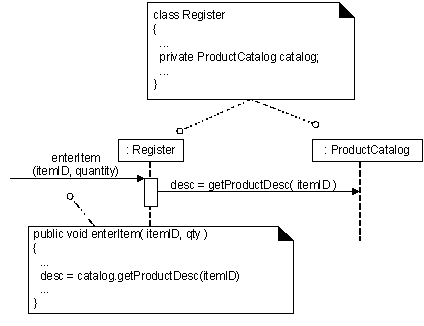 class Register
{
...
private ProductCatalog catalog;
...
}
enterItem
(itemID, quantity)
: Register
: ProductCatalog
desc = getProductDesc( itemID )
public void enterItem( itemID, qty )
{
...
desc = catalog.getProductDesc(itemID)
...
}